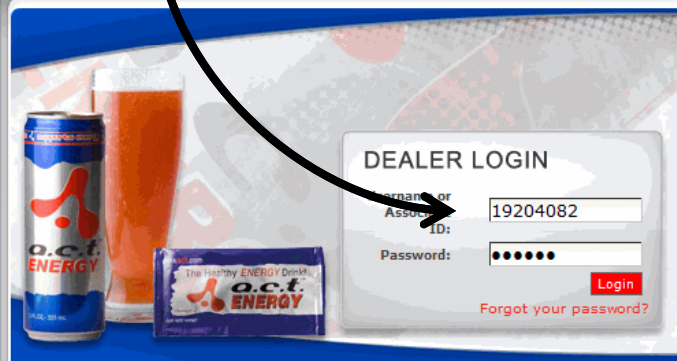 DEALER LOGIN
Username or
Associate
ID:
19204082
Password:
••••••
Login
Forgot your password?
a.c.t.
ENERGY
The Healthy ENERGY Drink!
a.c.t.
ENERGY